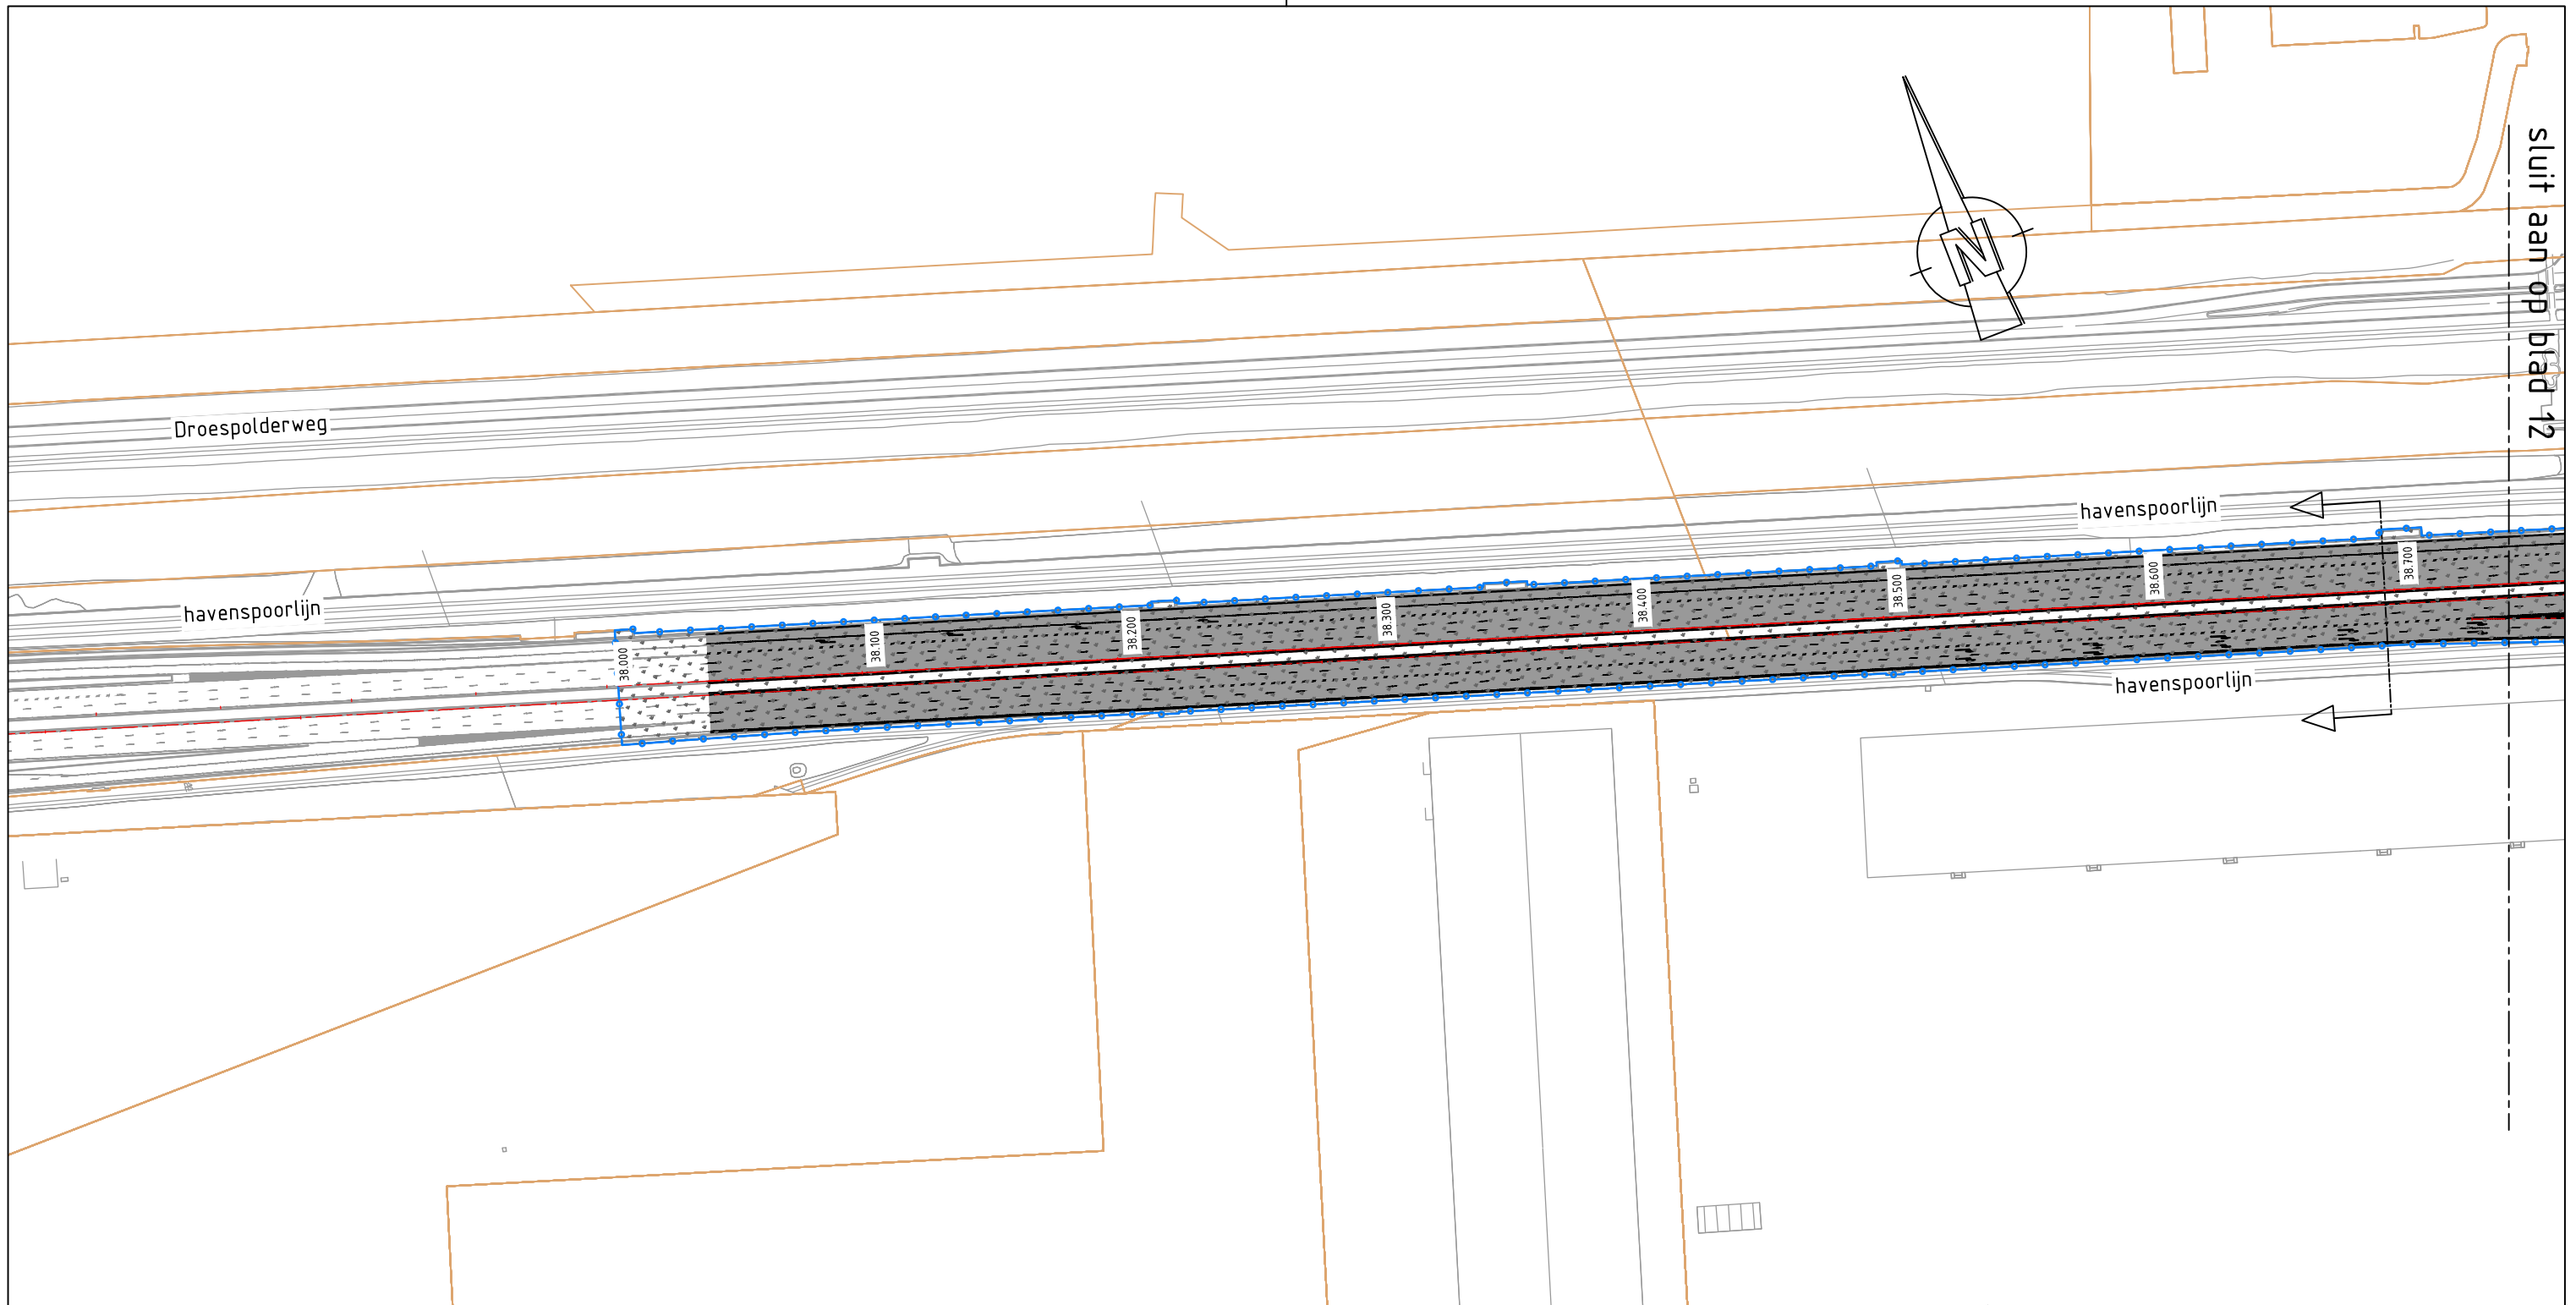 sluit aan op blad 12
N
Droespolderweg
havenspoorlijn
havenspoorlijn
havenspoorlijn
38.000
38.100
38.200
38.300
38.400
38.500
38.600
38.700